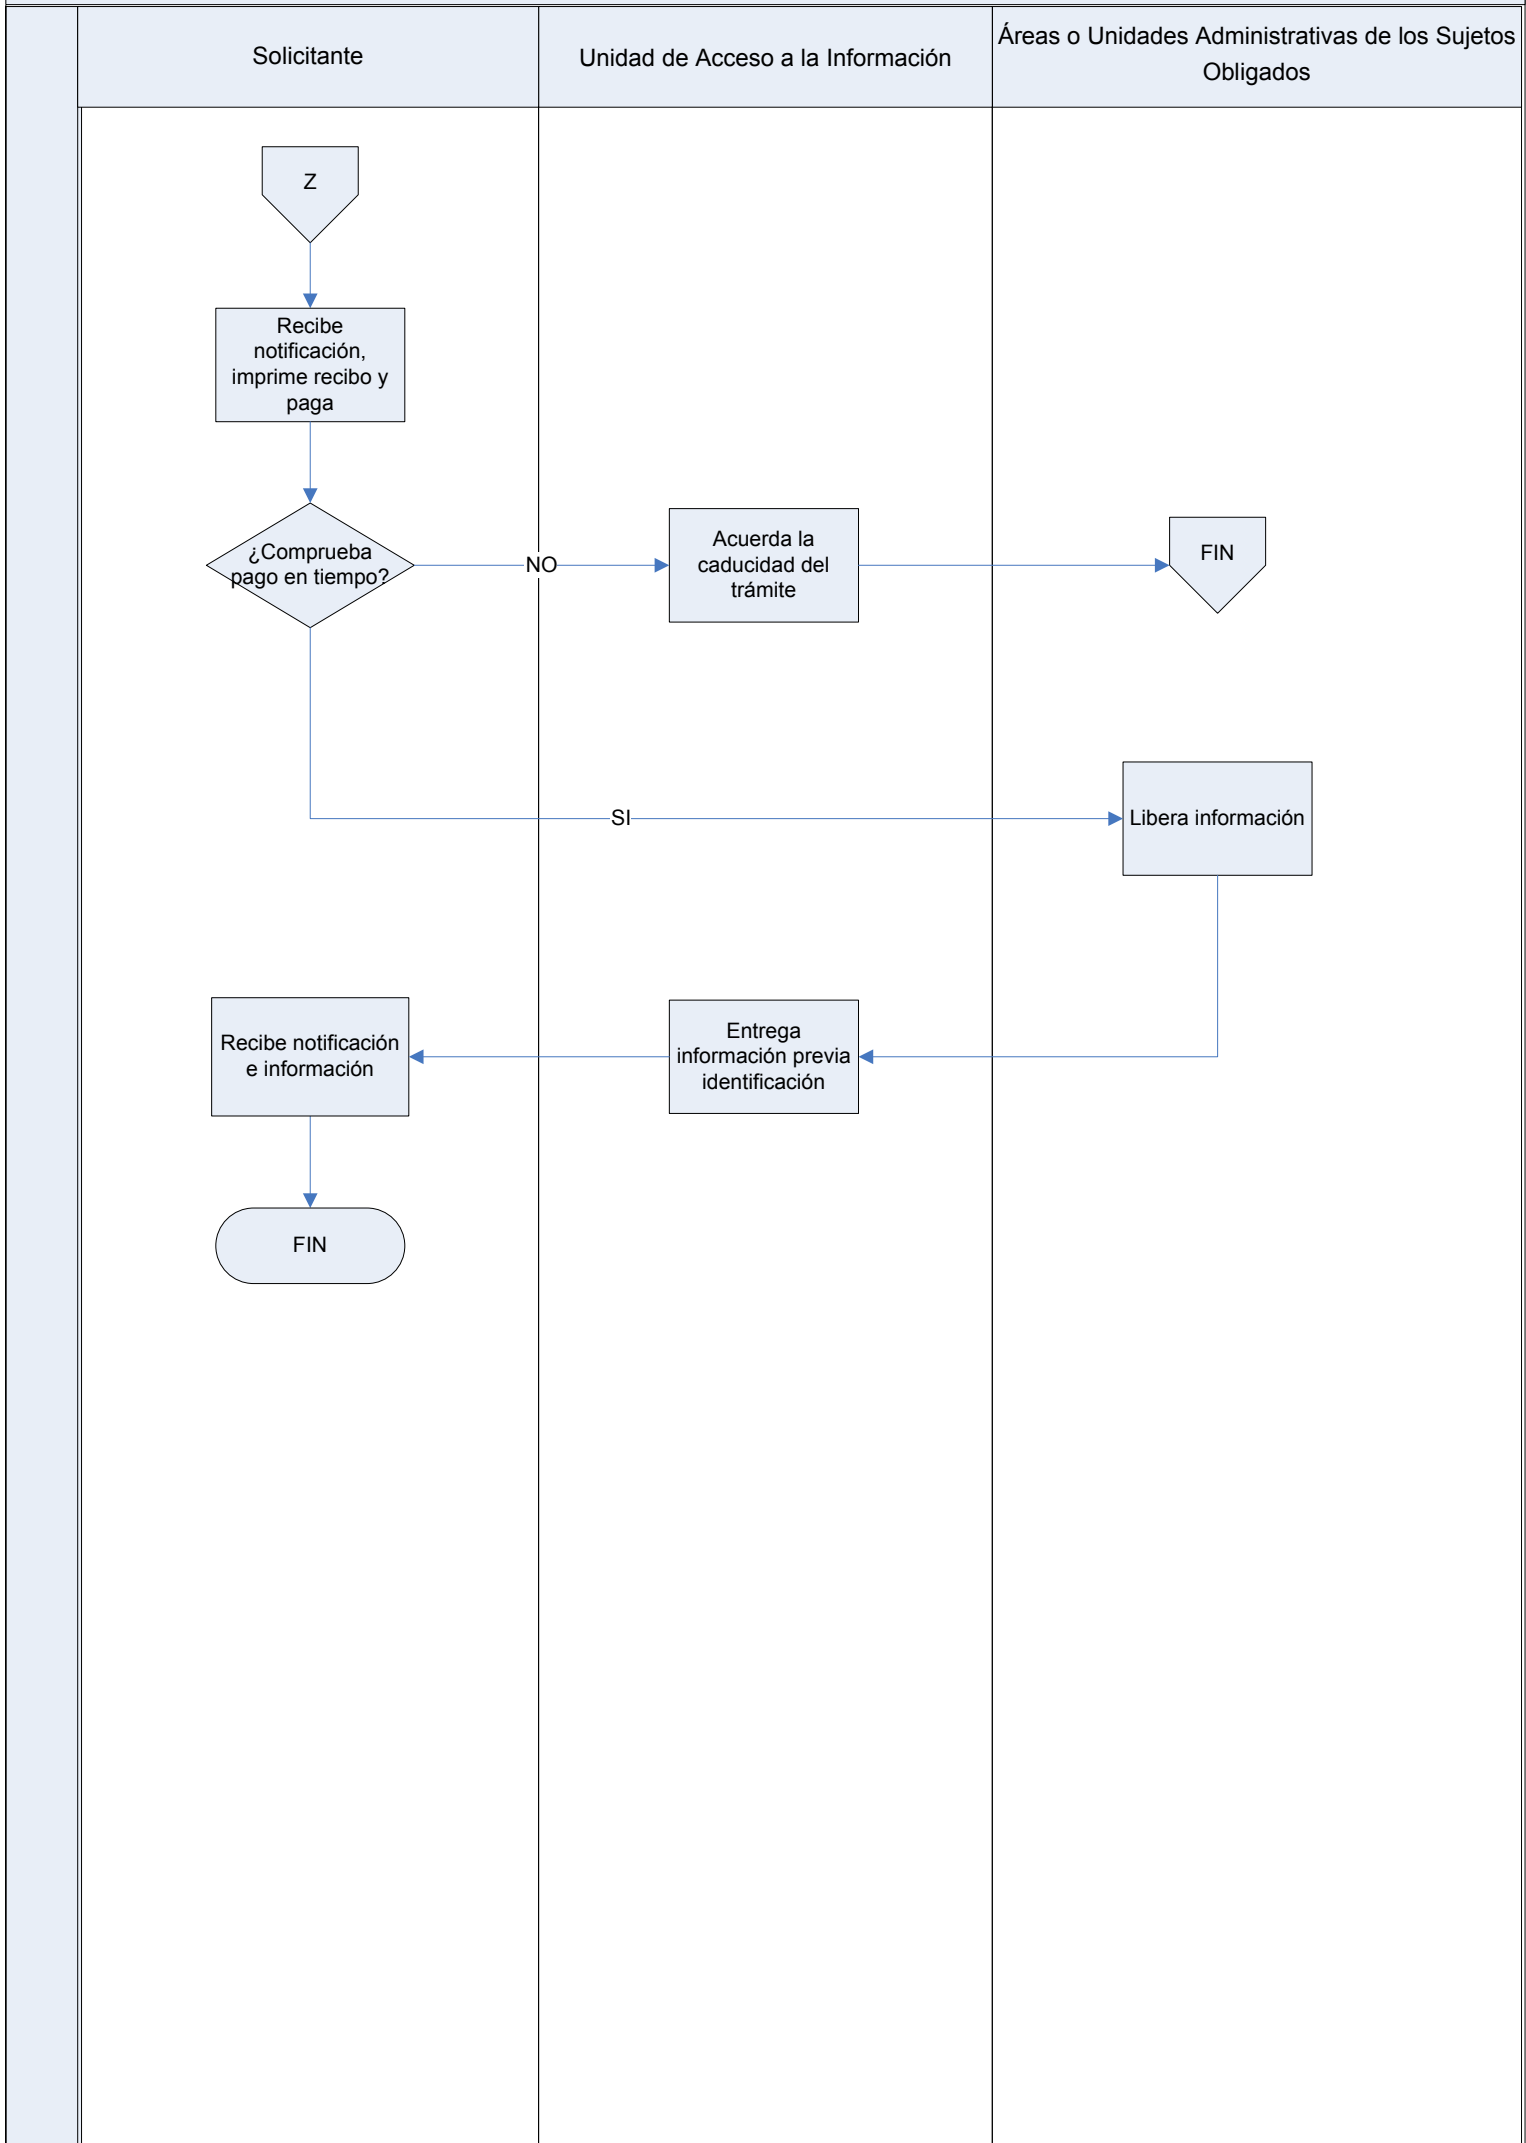 Solicitante
Unidad de Acceso a la Información
Áreas o Unidades Administrativas de los Sujetos
Obligados
Z
Recibe
notificación,
imprime recibo y
paga
¿Comprueba
pago en tiempo?
NO
Acuerda la
caducidad del
trámite
FIN
SI
Libera información
Recibe notificación
e información
Entrega
información previa
identificación
FIN